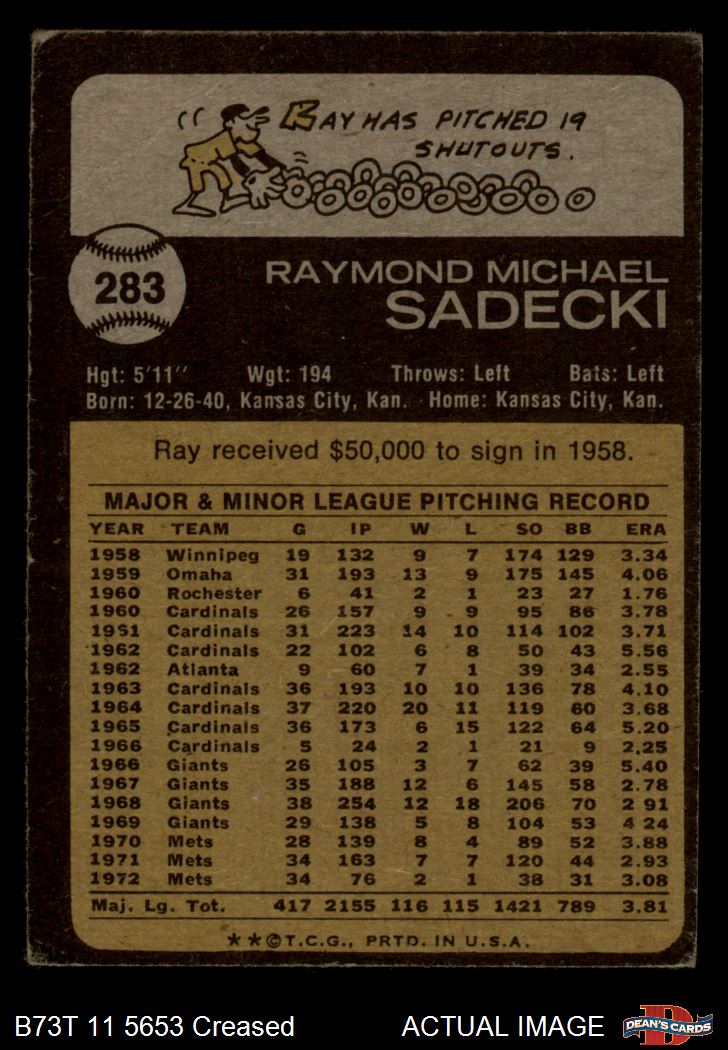 RAY HAS PITCHED 19
SHUTOUTS.
283
RAYMOND MICHAEL
SADECKI
Hgt: 5'11" Wgt: 194 Throws: Left Bats: Left
Born: 12-26-40, Kansas City, Kan. Home: Kansas City, Kan.
Ray received $50,000 to sign in 1958.
MAJOR & MINOR LEAGUE PITCHING RECORD
YEAR TEAM G IP W L SO BB ERA
1958 Winnipeg 19 132 9 7 174 129 3.34
1959 Omaha 31 193 13 9 175 145 4.06
1960 Rochester 6 41 2 1 23 27 1.76
1960 Cardinals 26 157 9 9 95 86 3.78
1961 Cardinals 31 223 14 10 114 102 3.71
1962 Cardinals 22 102 6 8 50 43 5.56
1962 Atlanta 9 60 7 1 39 34 2.55
1963 Cardinals 36 193 10 10 136 78 4.10
1964 Cardinals 37 220 20 11 119 60 3.68
1965 Cardinals 36 173 6 15 122 64 5.20
1966 Cardinals 5 24 2 1 21 9 2.25
1966 Giants 26 105 3 7 62 39 5.40
1967 Giants 35 188 12 6 145 58 2.78
1968 Giants 38 254 12 18 206 70 2 91
1969 Giants 29 138 5 8 104 53 4 24
1970 Mets 28 139 8 4 89 52 3.88
1971 Mets 34 163 7 7 120 44 2.93
1972 Mets 34 76 2 1 38 31 3.08
Maj. Lg. Tot. 417 2155 116 115 1421 789 3.81
★★©T.C.G., PRTD. IN U.S.A.
B73T 11 5653 Creased ACTUAL IMAGE
DEAN'S CARDS